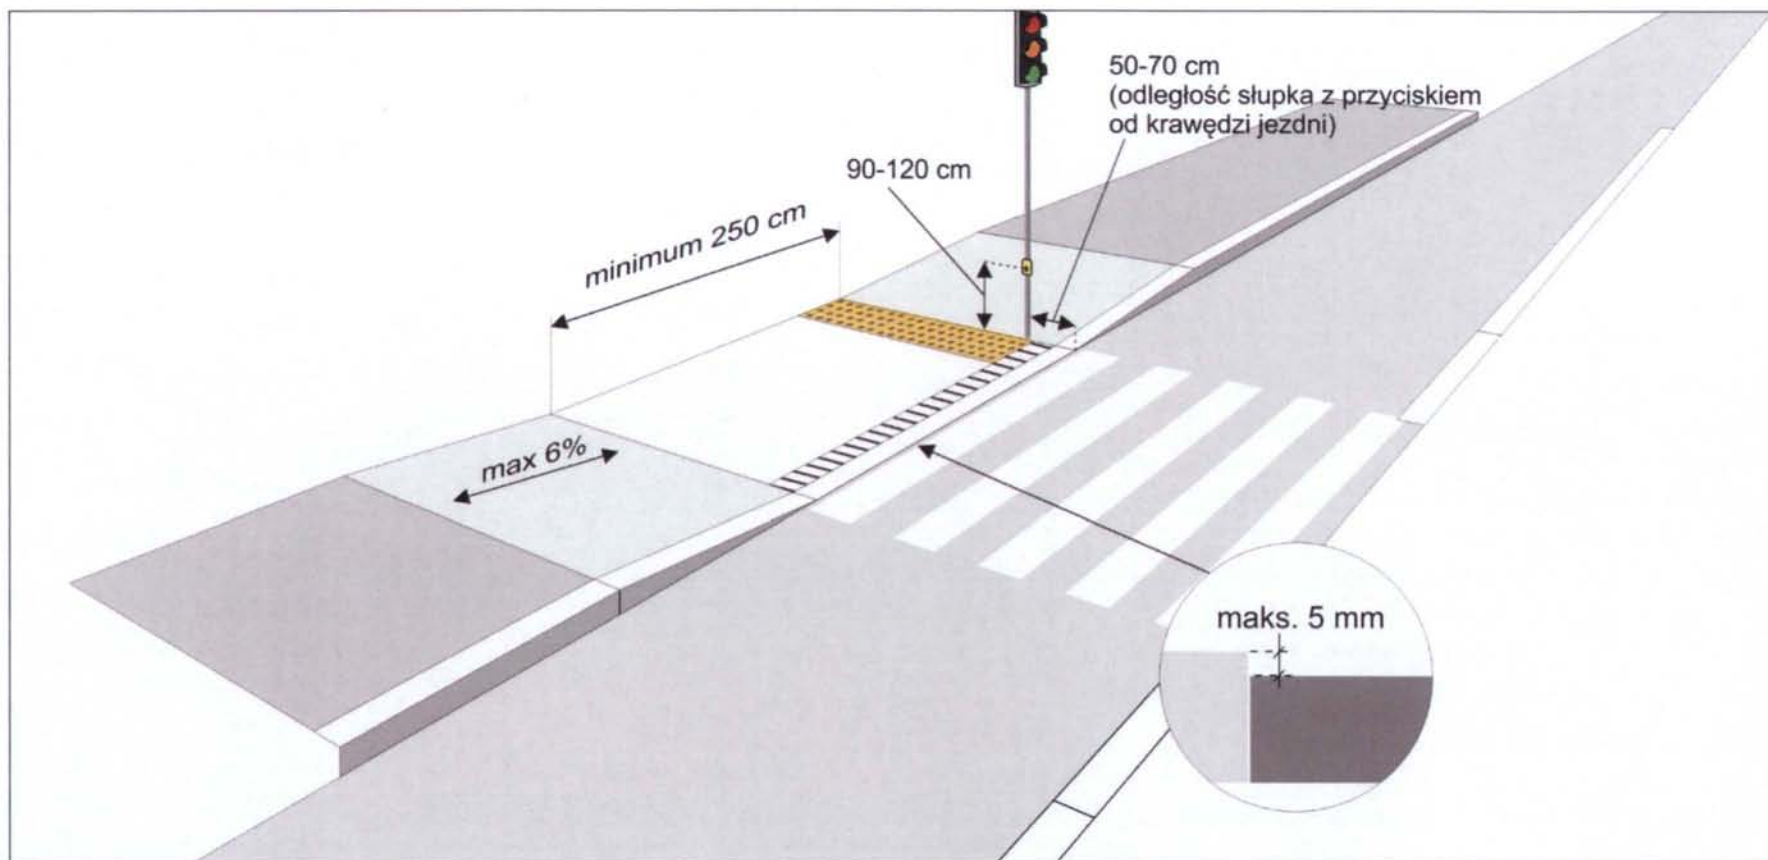 50-70 cm
(odległość słupka z przyciskiem
od krawędzi jezdni)
90-120 cm
minimum 250 cm
max 6%
maks. 5 mm